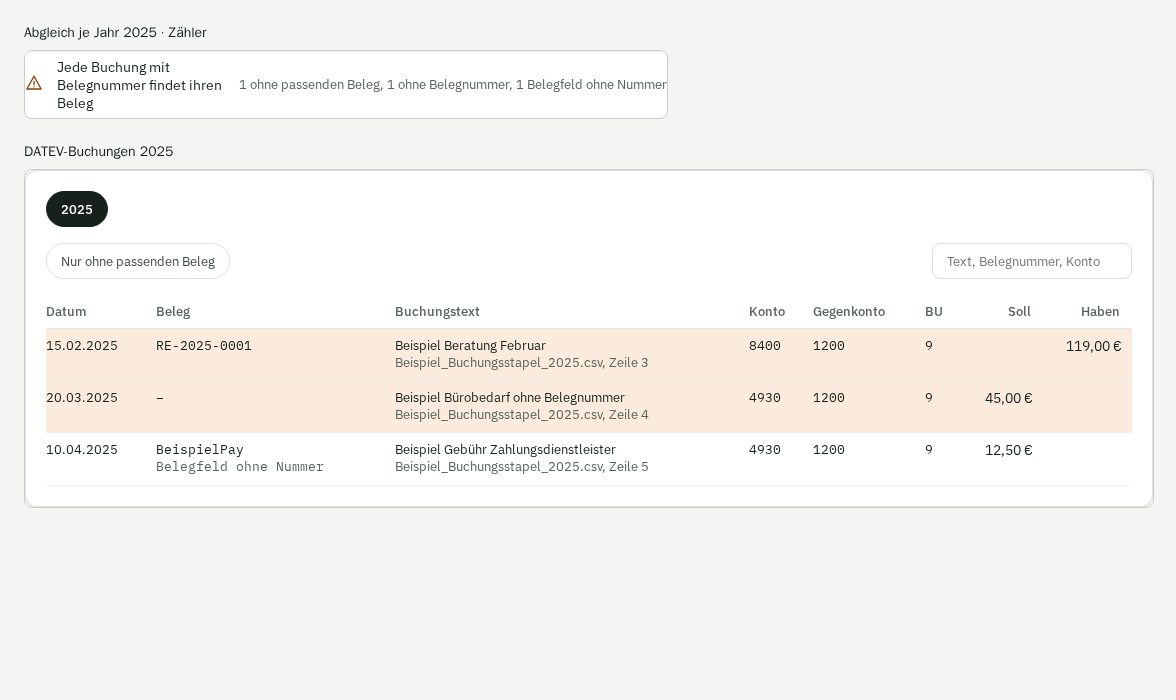 Abgleich je Jahr 2025 · Zähler
Jede Buchung mit
Belegnummer findet ihren
Beleg
1 ohne passenden Beleg, 1 ohne Belegnummer, 1 Belegfeld ohne Nummer
DATEV-Buchungen 2025
2025
Nur ohne passenden Beleg
Text, Belegnummer, Konto
Datum Beleg Buchungstext Konto Gegenkonto BU Soll Haben
15.02.2025 RE-2025-0001 Beispiel Beratung Februar 8400 1200 9 119,00 €
Beispiel_Buchungsstapel_2025.csv, Zeile 3
20.03.2025 – Beispiel Bürobedarf ohne Belegnummer 4930 1200 9 45,00 €
Beispiel_Buchungsstapel_2025.csv, Zeile 4
10.04.2025 BeispielPay Beispiel Gebühr Zahlungsdienstleister 4930 1200 9 12,50 €
Belegfeld ohne Nummer Beispiel_Buchungsstapel_2025.csv, Zeile 5